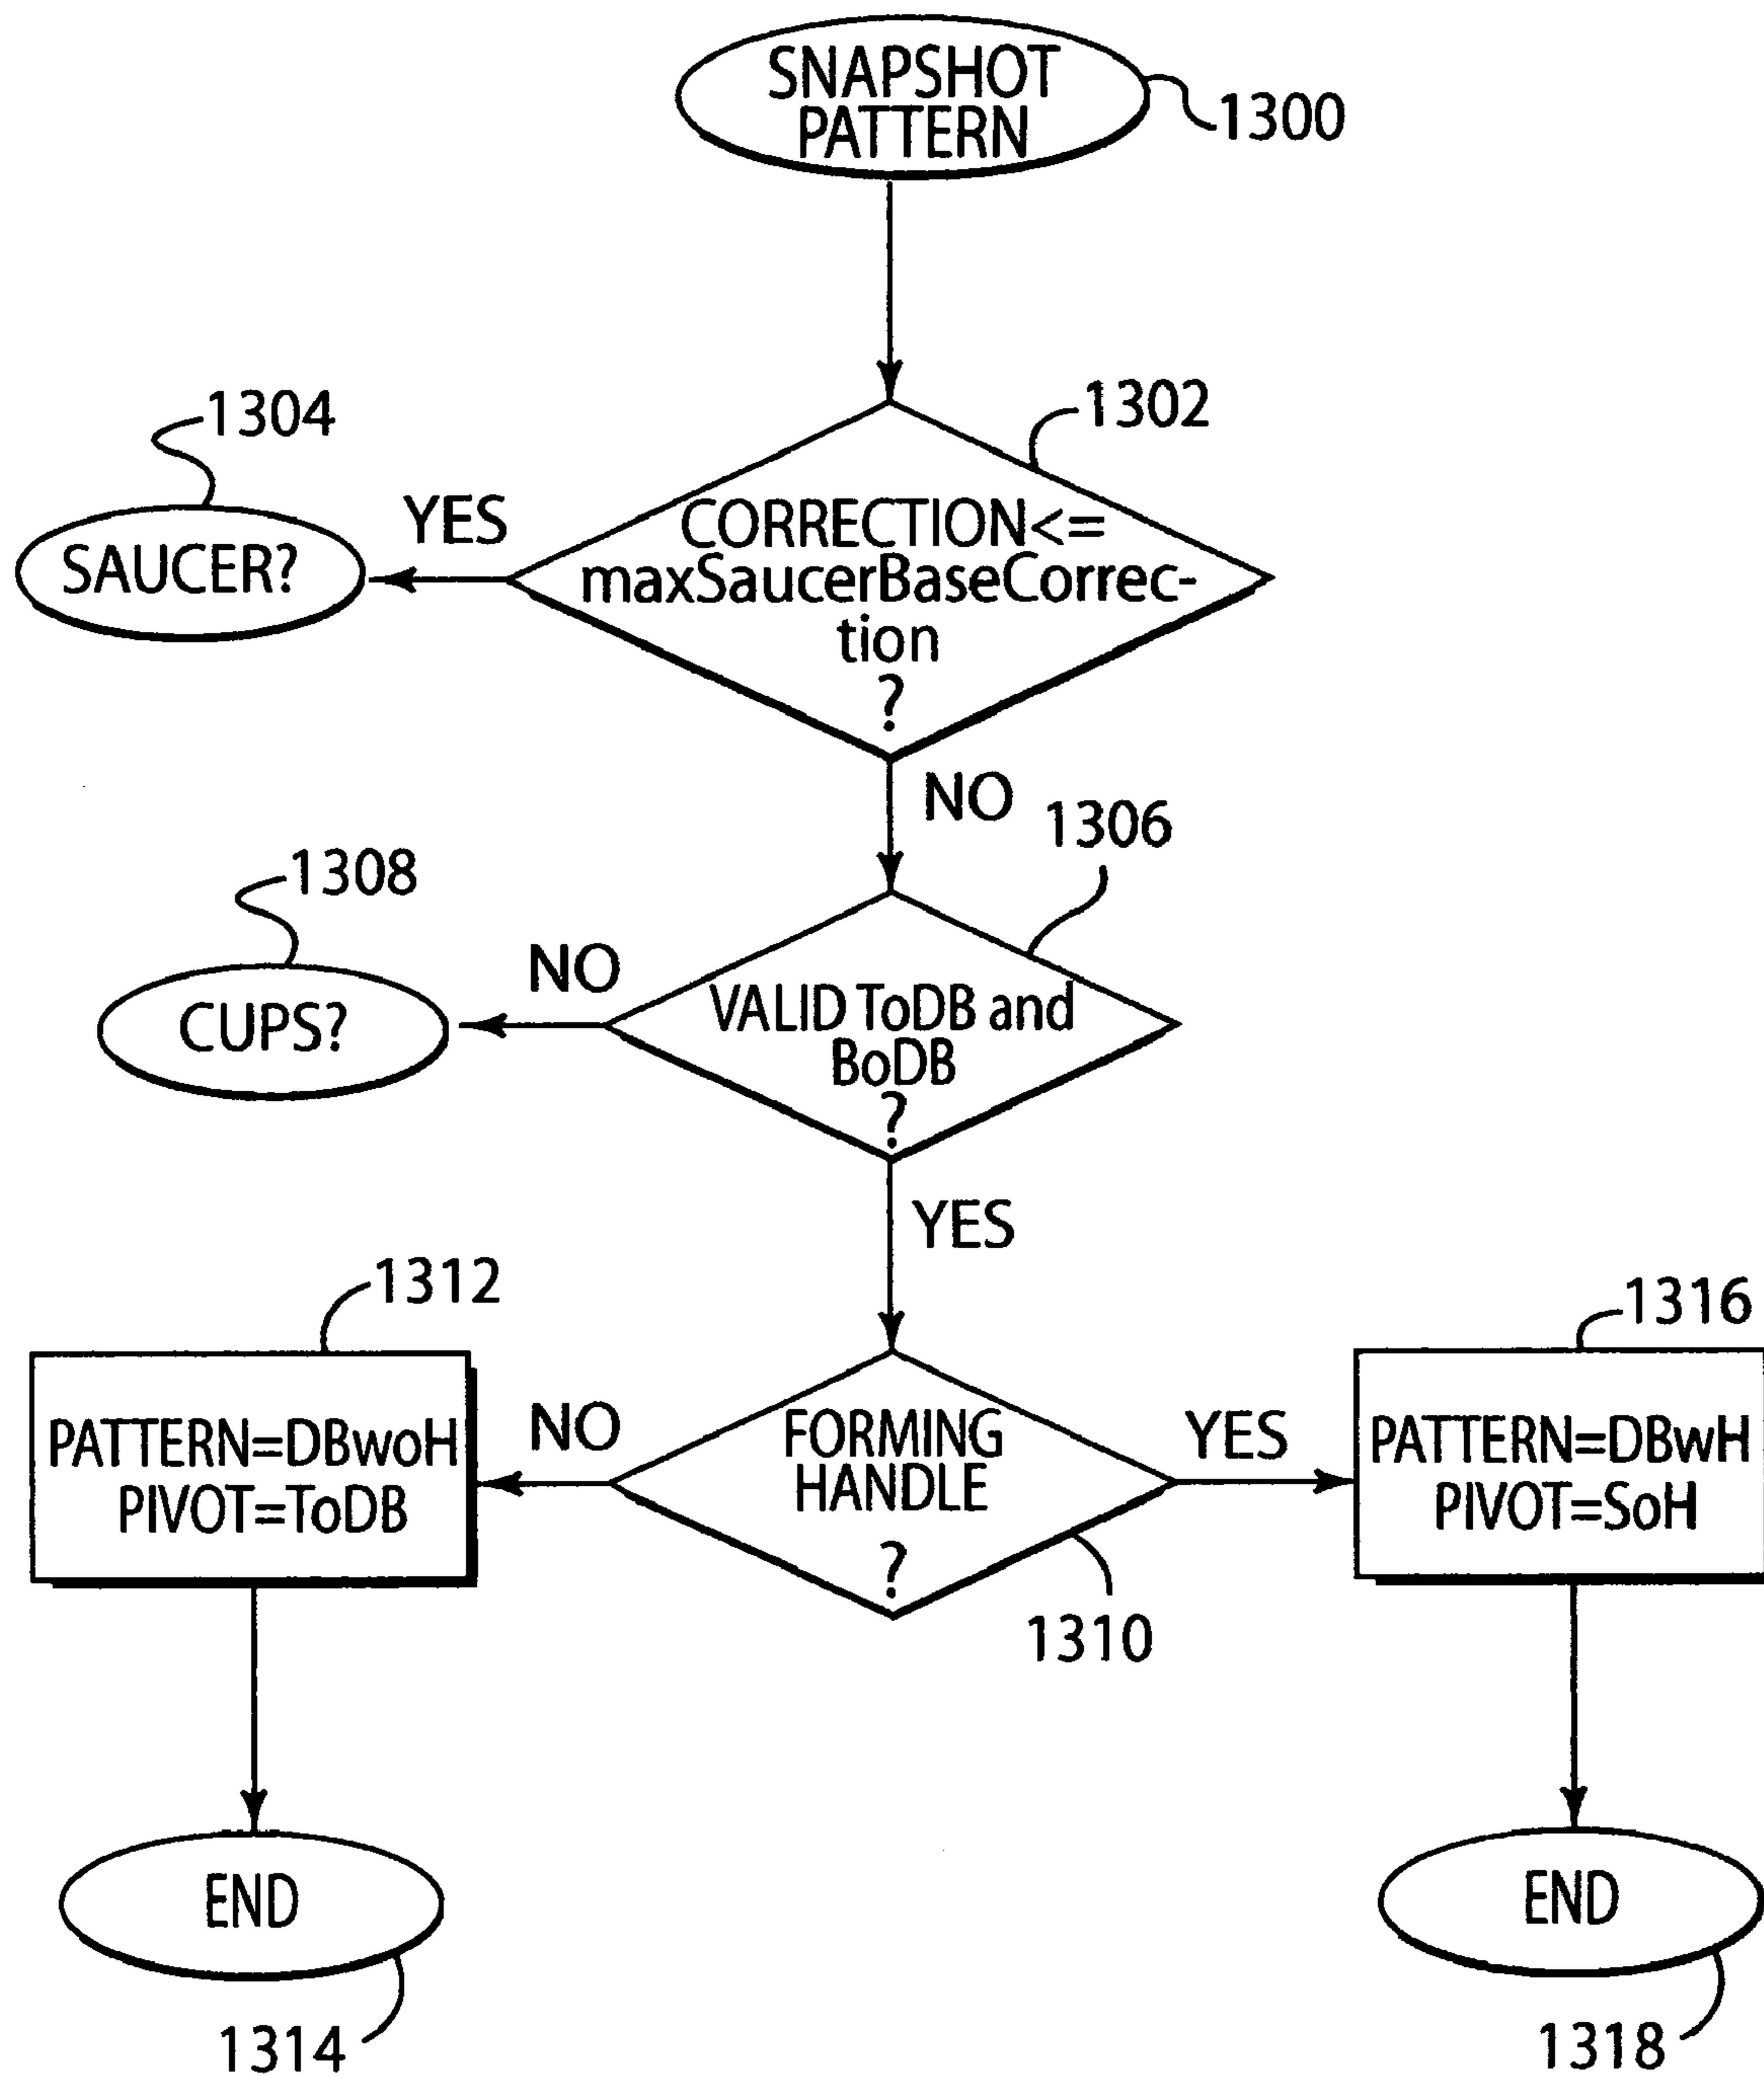 SNAPSHOT
PATTERN
1300
1302
1304
YES
CORRECTION<=
maxSaucerBaseCorrec-
tion
?
SAUCER?
NO
1306
1308
NO
VALID ToDB and
BoDB
?
CUPS?
YES
1312
1316
PATTERN=DBwoH
PIVOT=ToDB
NO
FORMING
HANDLE
?
YES
PATTERN=DBwH
PIVOT=SoH
1310
END
END
1314
1318